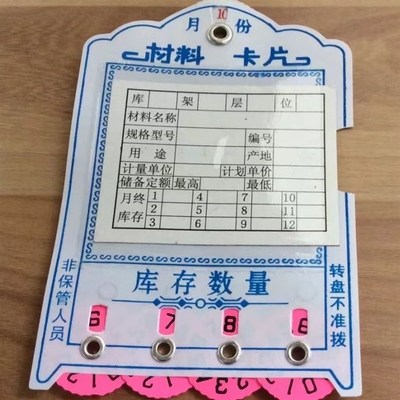 月 10 份
材料 卡片
库 架 层 位
材料名称
规格型号 编号
用 途 产地
计量单位 计划单价
储备定额 最高 最低
月终 1 4 7 10
库存 2 5 8 11
3 6 9 12
库存数量
非保管人员
转盘不准拨
6 7 8 6